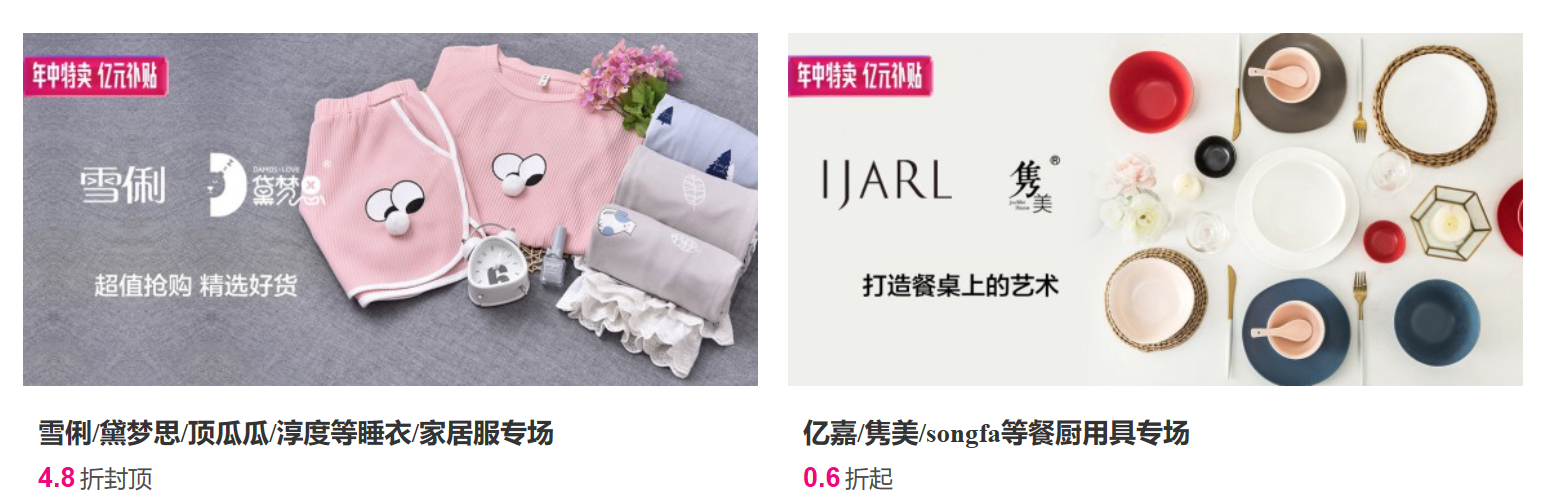 年中特卖 亿元补贴
雪俐
DAMOS·LOVE
黛梦思®
超值抢购 精选好货
雪俐/黛梦思/顶瓜瓜/淳度等睡衣/家居服专场
4.8折封顶
年中特卖 亿元补贴
IJARL
隽美®
打造餐桌上的艺术
亿嘉/隽美/songfa等餐厨用具专场
0.6折起